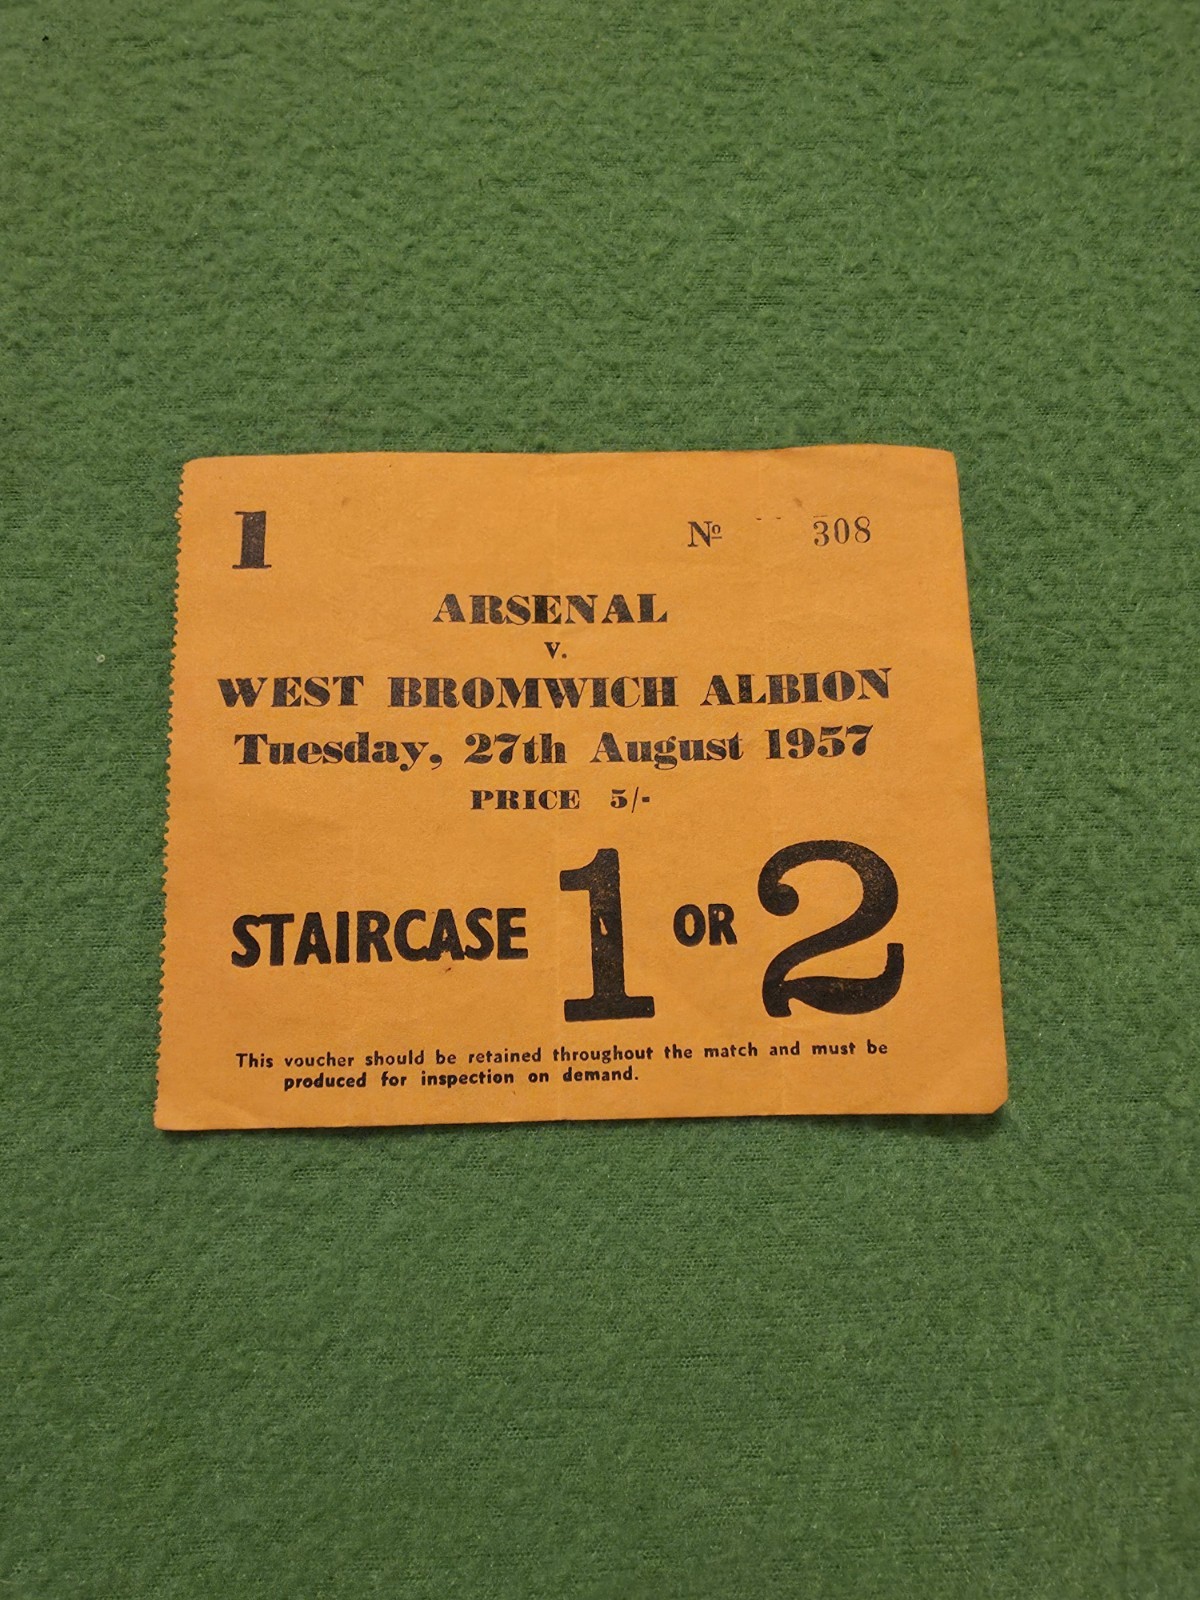 1
Nº 308
ARSENAL
v.
WEST BROMWICH ALBION
Tuesday, 27th August 1957
PRICE 5/-
STAIRCASE 1 OR 2
This voucher should be retained throughout the match and must be
produced for inspection on demand.